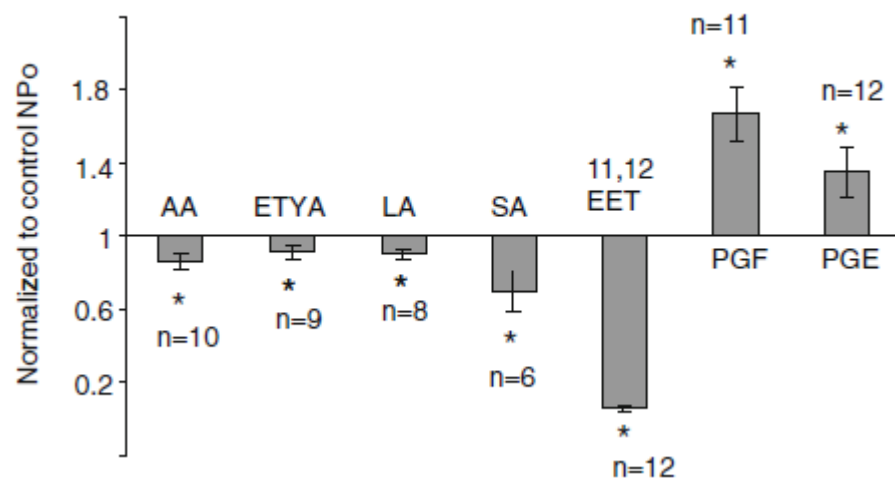 Normalized to control NPo
1.8
1.4
1
0.6
0.2
AA
*
n=10
ETYA
*
n=9
LA
*
n=8
SA
*
n=6
11,12
EET
*
n=12
n=11
*
PGF
n=12
*
PGE